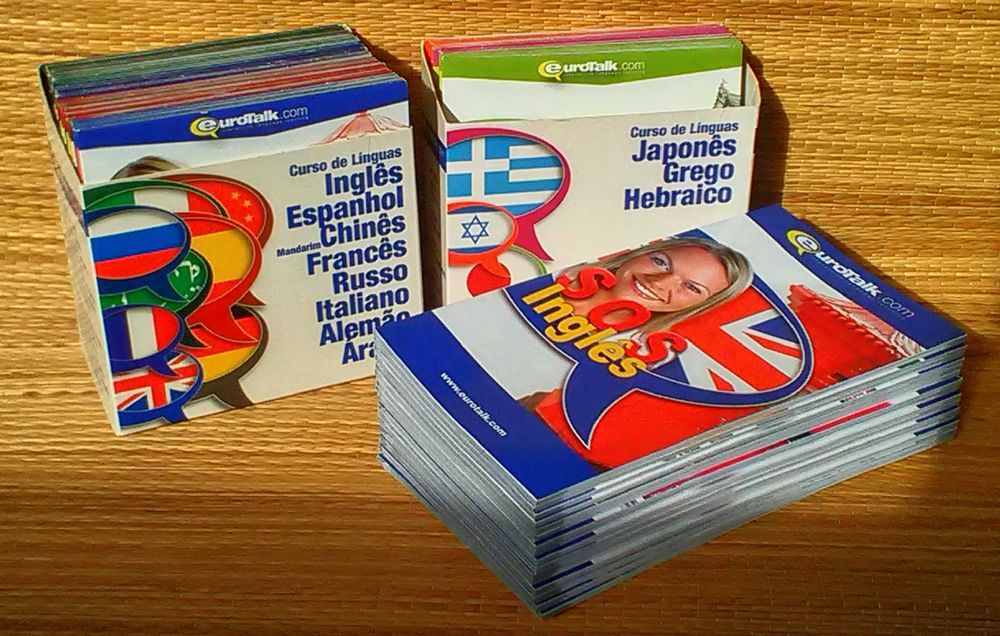 eurotalk.com
Curso de Línguas
Inglês
Espanhol
Mandarim Chinês
Francês
Russo
Italiano
Alemão
eurotalk.com
Curso de Línguas
Japonês
Grego
Hebraico
eurotalk.com
SOS
Inglês
www.eurotalk.com